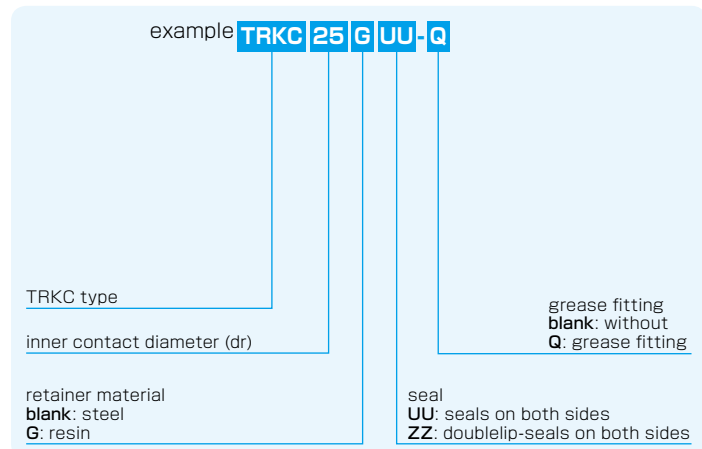 example TRKC 25 G UU-Q
TRKC type
inner contact diameter (dr)
retainer material
blank: steel
G: resin
grease fitting
blank: without
Q: grease fitting
seal
UU: seals on both sides
ZZ: doublelip-seals on both sides